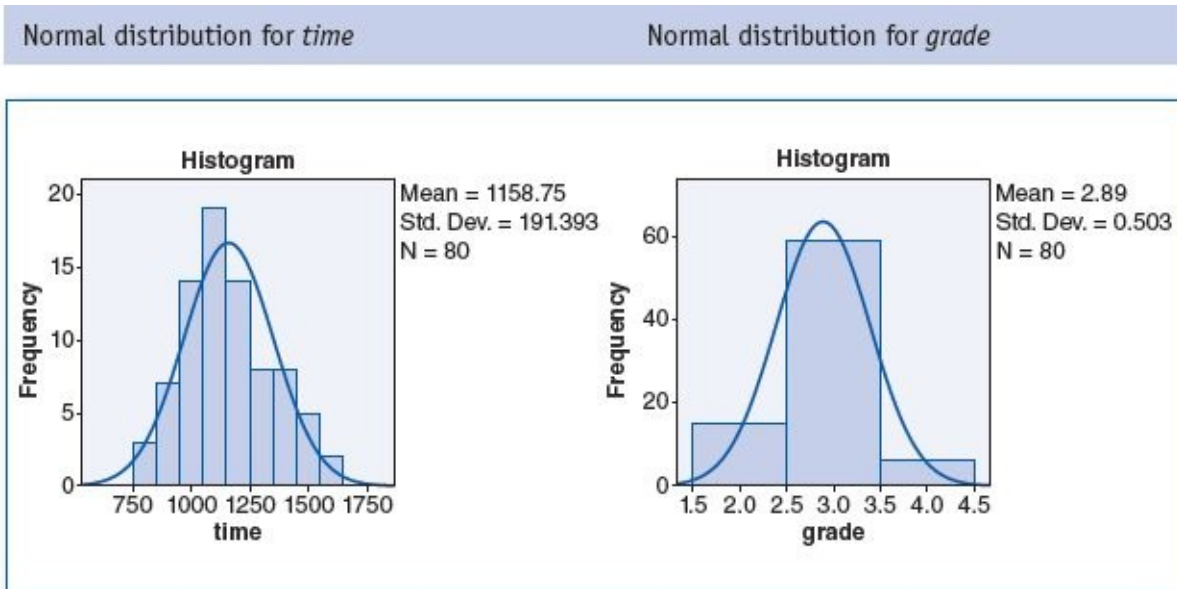 Normal distribution for time
Normal distribution for grade
Histogram
Mean = 1158.75
Std. Dev. = 191.393
N = 80
Frequency
20
15
10
5
0
750 1000 1250 1500 1750
time
Histogram
Mean = 2.89
Std. Dev. = 0.503
N = 80
Frequency
60
40
20
0
1.5 2.0 2.5 3.0 3.5 4.0 4.5
grade